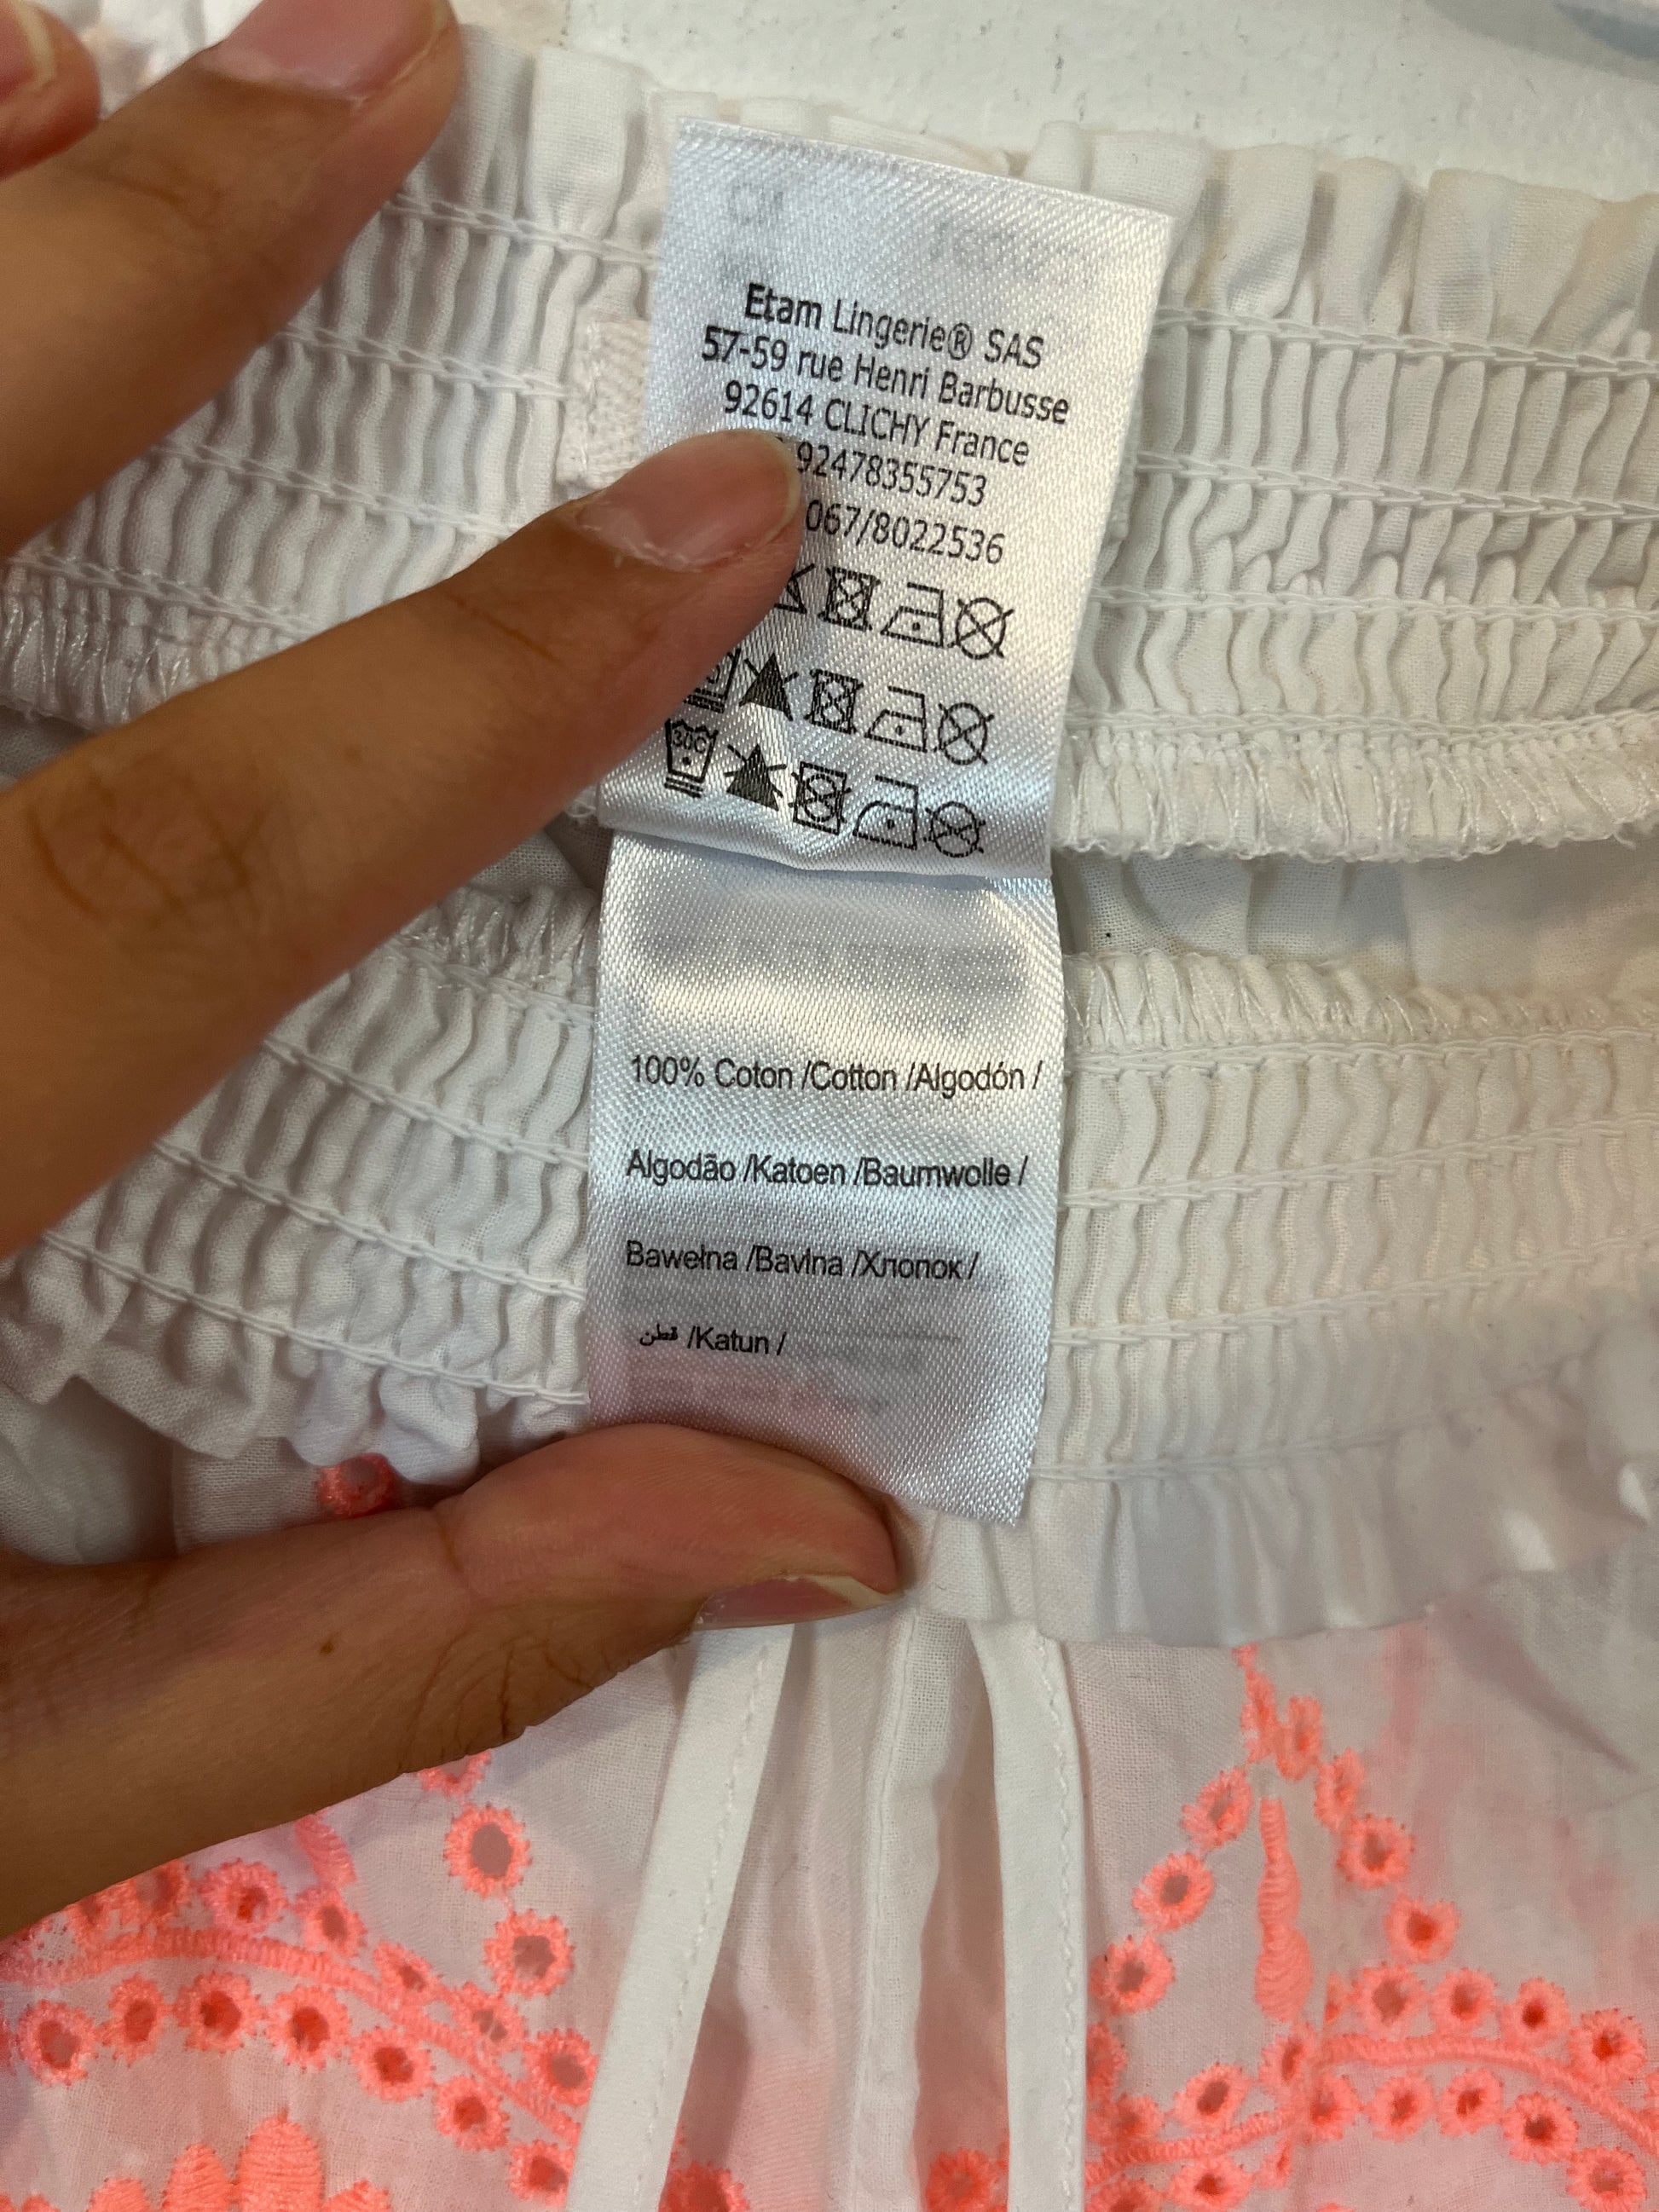 Etam Lingerie® SAS
57-59 rue Henri Barbusse
92614 CLICHY France
92478355753
067/8022536
30C
100% Coton /Cotton /Algodón /
Algodão /Katoen /Baumwolle /
Bawełna /Bavlna /Хлопок /
قطن /Katun /